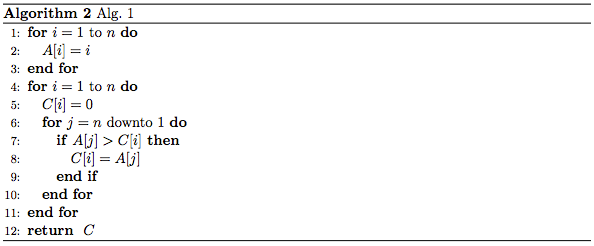 Algorithm 2 Alg. 1
1: for i = 1 to n do
2: A[i] = i
3: end for
4: for i = 1 to n do
5: C[i] = 0
6: for j = n downto 1 do
7: if A[j] > C[i] then
8: C[i] = A[j]
9: end if
10: end for
11: end for
12: return C